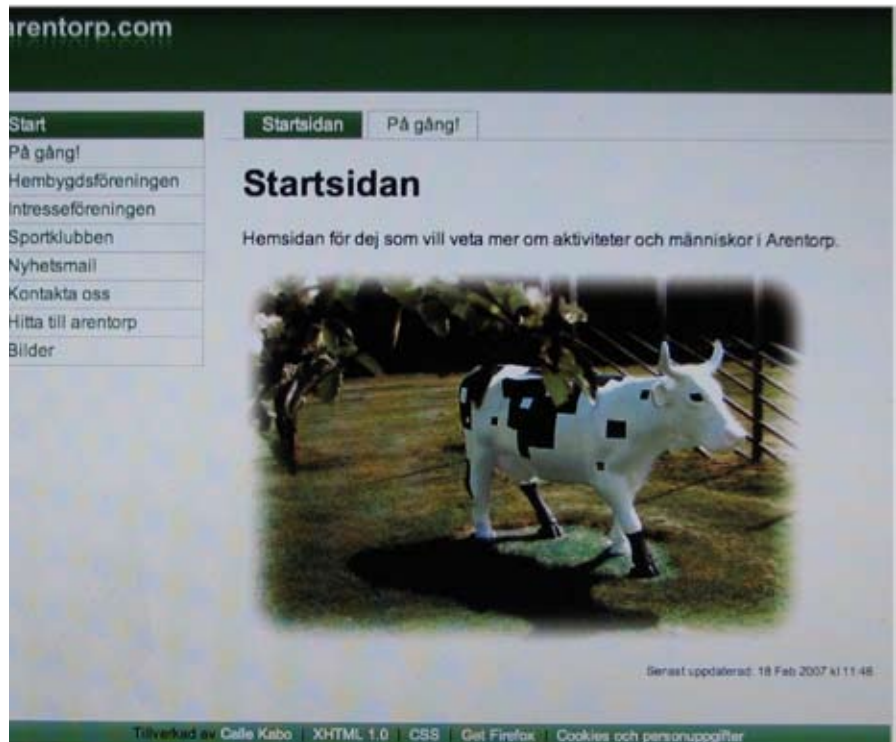 arentorp.com
Start
På gång!
Hembygdsföreningen
Intresseföreningen
Sportklubben
Nyhetsmail
Kontakta oss
Hitta till arentorp
Bilder
Startsidan På gång!
Startsidan
Hemsidan för dej som vill veta mer om aktiviteter och människor i Arentorp.
Senast uppdaterad: 18 Feb 2007 kl 11:46
Tillverkad av Calle Kabo | XHTML 1.0 | CSS | Get Firefox | Cookies och personuppgifter